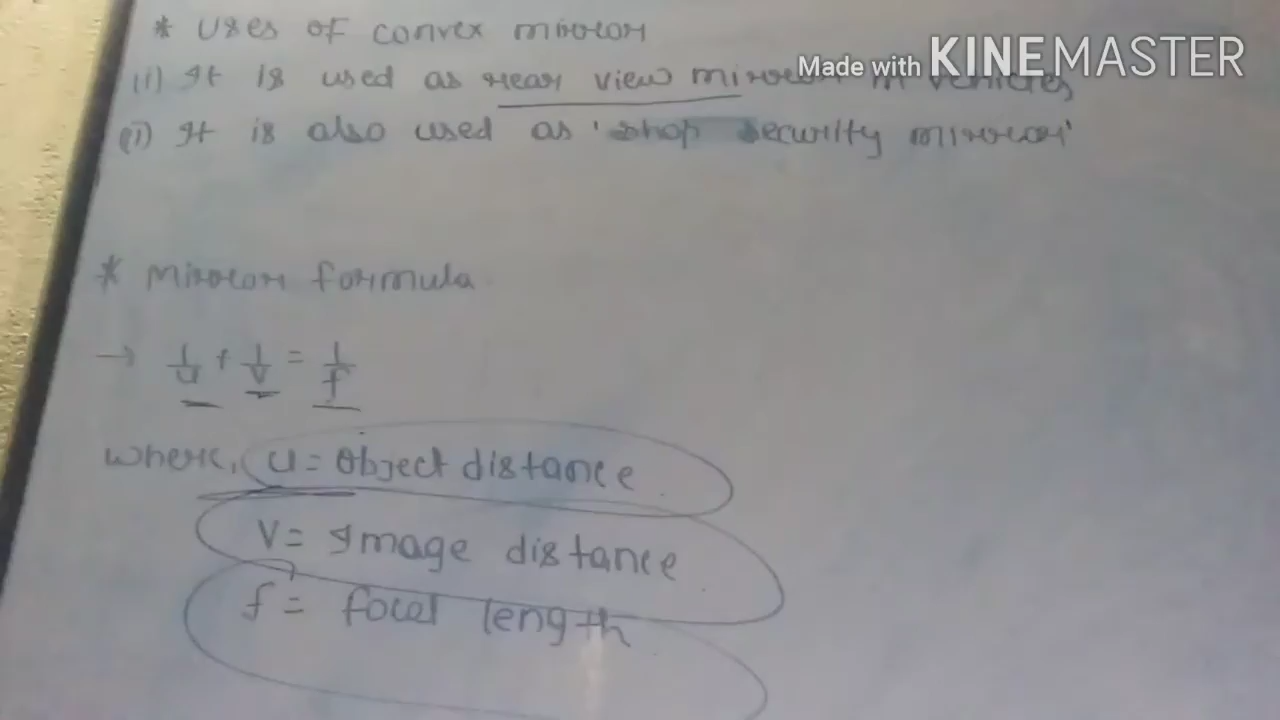 * Uses of convex mirror
Made with KINEMASTER
(i) It is used as rear view mirror in vehicles
(ii) It is also used as 'shop security mirror'
* Mirror formula
→ 1/u + 1/v = 1/f
where, u = Object distance
v = Image distance
f = focal length